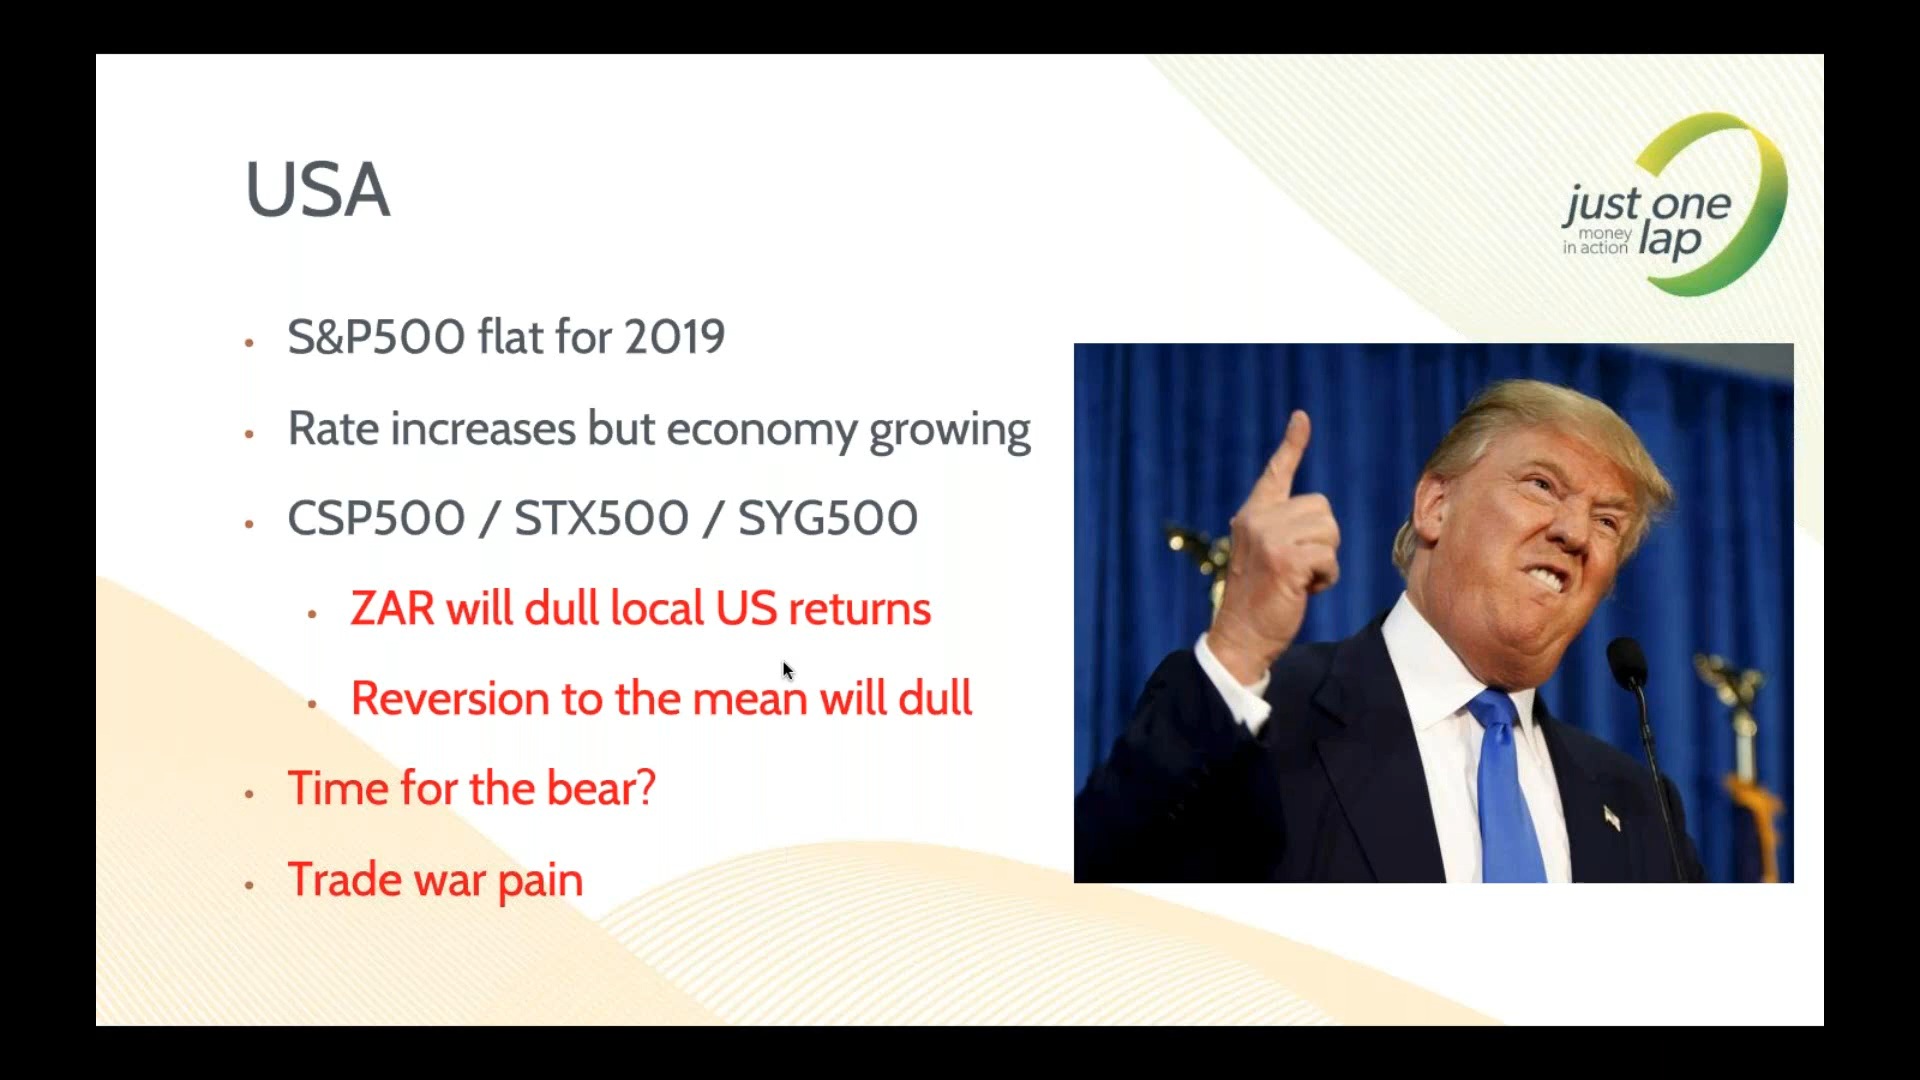 USA
just one
money
in action
lap
S&P500 flat for 2019
Rate increases but economy growing
CSP500 / STX500 / SYG500
ZAR will dull local US returns
Reversion to the mean will dull
Time for the bear?
Trade war pain